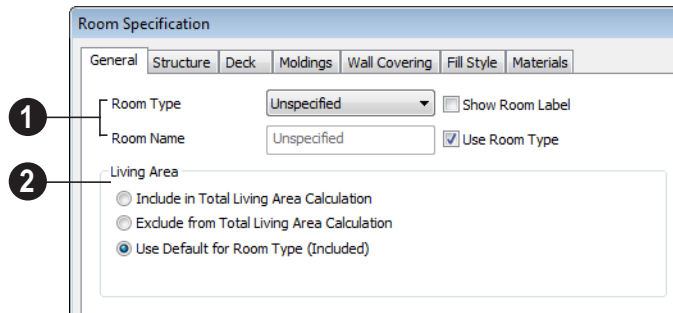 Room Specification
General Structure Deck Moldings Wall Covering Fill Style Materials
1
Room Type Unspecified Show Room Label
Room Name Unspecified Use Room Type
2
Living Area
Include in Total Living Area Calculation
Exclude from Total Living Area Calculation
Use Default for Room Type (Included)